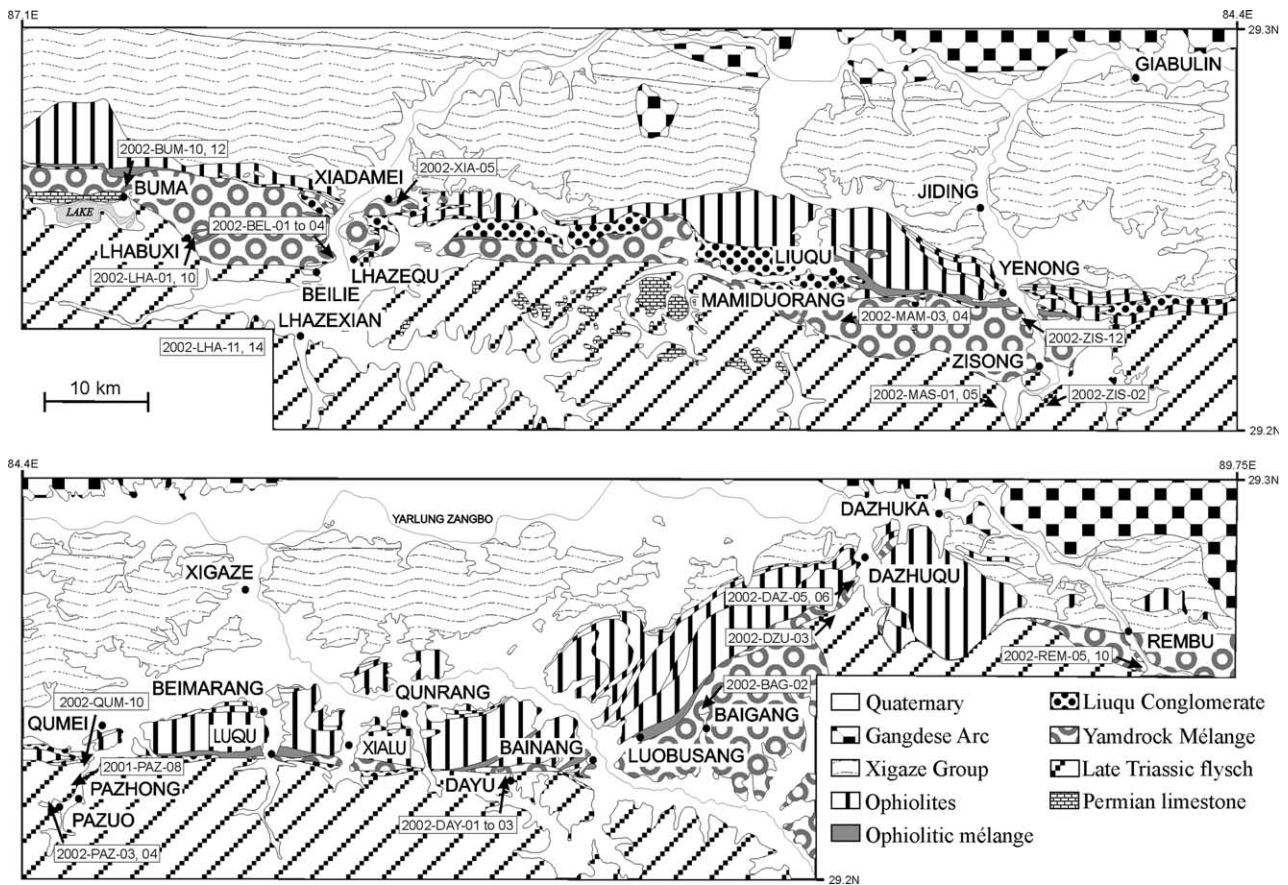 87.1E
84.4E
29.3N
GIABULIN
2002-BUM-10, 12
XIADAMEI
2002-XIA-05
BUMA
JIDING
LAKE
2002-BEL-01 to 04
LHABUXI
LIUQU
2002-LHA-01, 10
LHAZEQU
YENONG
BEILIE
MAMIDUORANG
LHAZEXIAN
2002-MAM-03, 04
2002-ZIS-12
2002-LHA-11, 14
ZISONG
10 km
2002-MAS-01, 05
2002-ZIS-02
29.2N
84.4E
89.75E
29.3N
YARLUNG ZANGBO
DAZHUKA
XIGAZE
DAZHUQU
2002-DAZ-05, 06
2002-DZU-03
REMBU
2002-REM-05, 10
2002-QUM-10
BEIMARANG
QUNRANG
2002-BAG-02
QUMEI
LUQU
XIALU
BAINANG
BAIGANG
LUOBUSANG
2001-PAZ-08
PAZHONG
DAYU
PAZUO
2002-DAY-01 to 03
2002-PAZ-03, 04
Quaternary
Gangdese Arc
Xigaze Group
Ophiolites
Ophiolitic mélange
Liuqu Conglomerate
Yamdrock Mélange
Late Triassic flysch
Permian limestone
29.2N